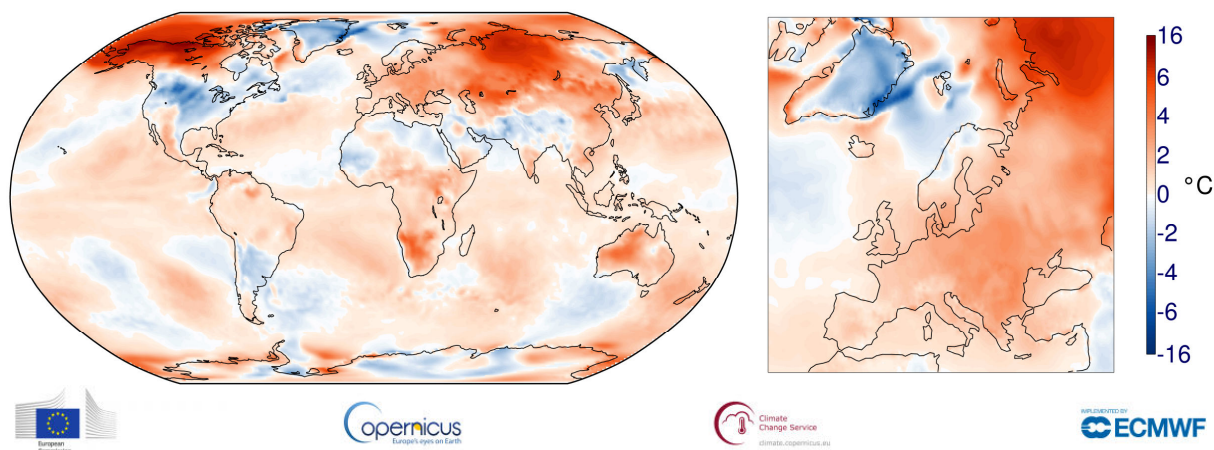 16
6
4
2
0
-2
-4
-6
-16
°C
European
Copernicus
Europe's eyes on Earth
Climate
Change Service
climate.copernicus.eu
IMPLEMENTED BY
ECMWF